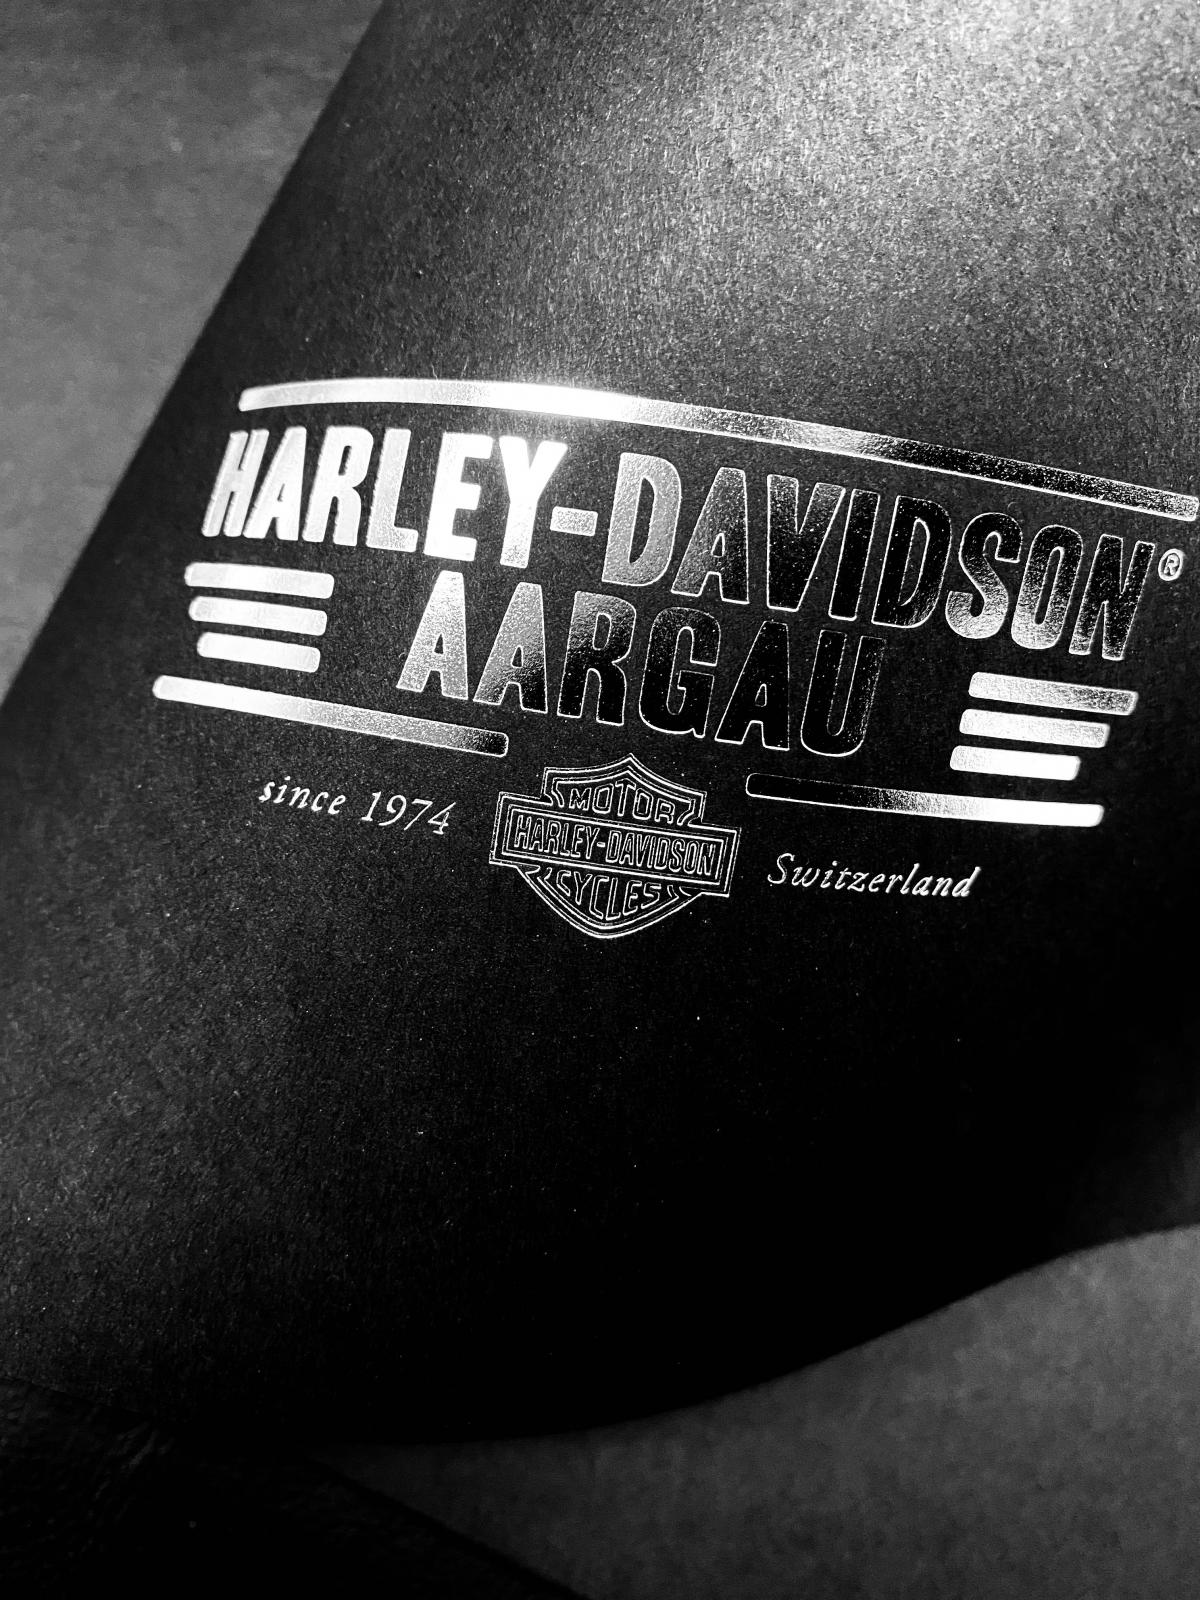 HARLEY-DAVIDSON®
AARGAU
since 1974
MOTOR
HARLEY-DAVIDSON
CYCLES
Switzerland